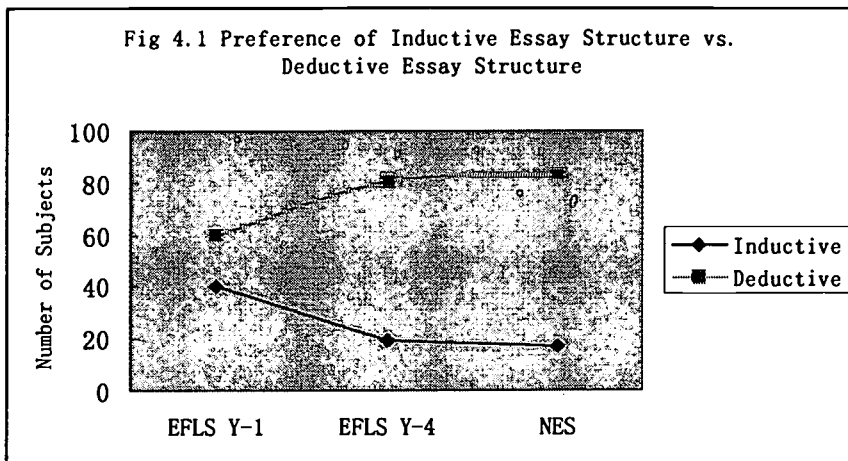 Fig 4.1 Preference of Inductive Essay Structure vs.
Deductive Essay Structure
Number of Subjects
100
80
60
40
20
0
EFLS Y-1
EFLS Y-4
NES
Inductive
Deductive